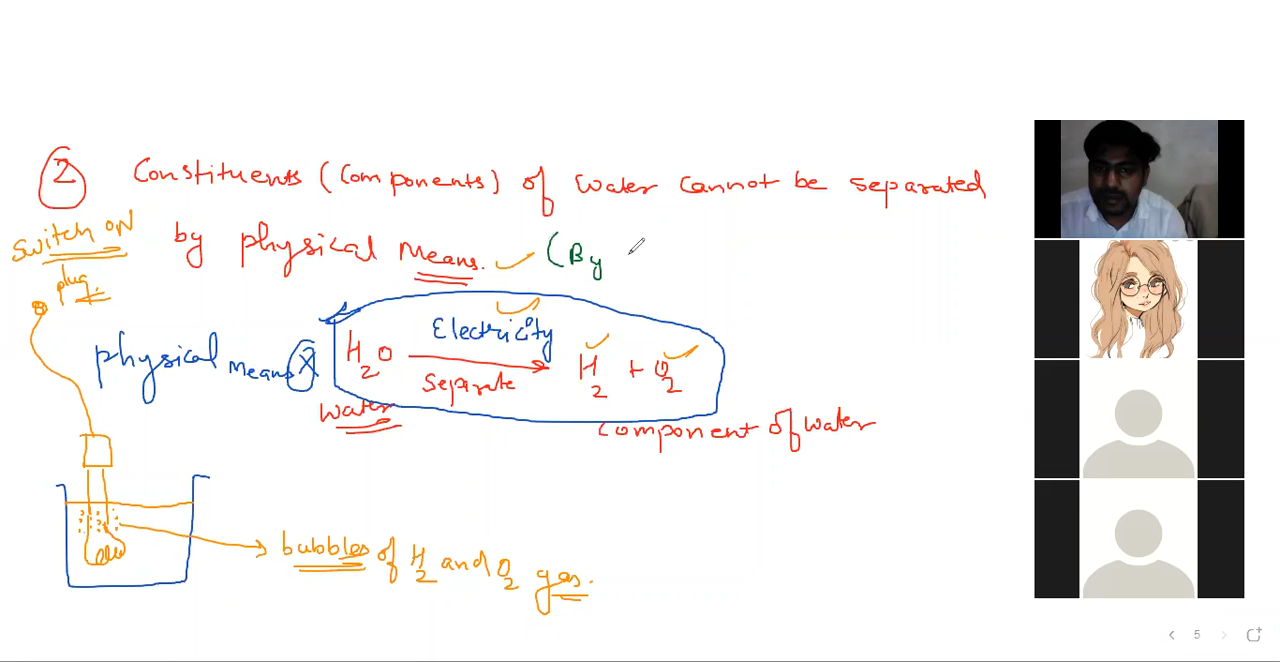 2 Constituents (components) of water cannot be separated
by physical Means. (By
Switch ON
plug
Electricity
physical Means X
H2O → H2 + O2
Separate
Water
Component of water
bubbles of H2 and O2 gas.
5